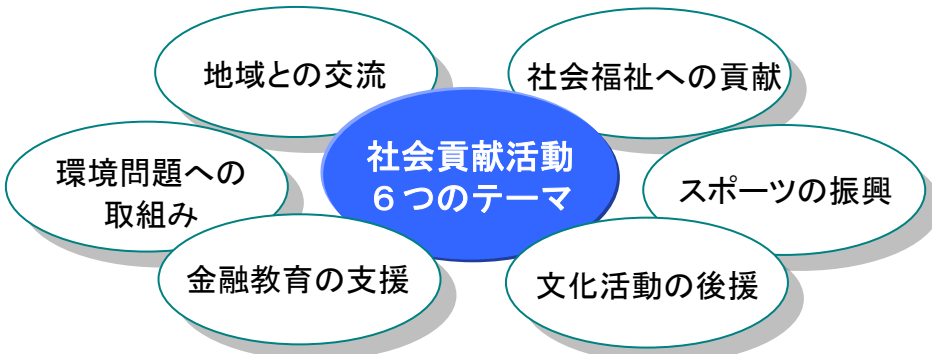 地域との交流
社会福祉への貢献
社会貢献活動
６つのテーマ
環境問題への
取組み
スポーツの振興
金融教育の支援
文化活動の後援